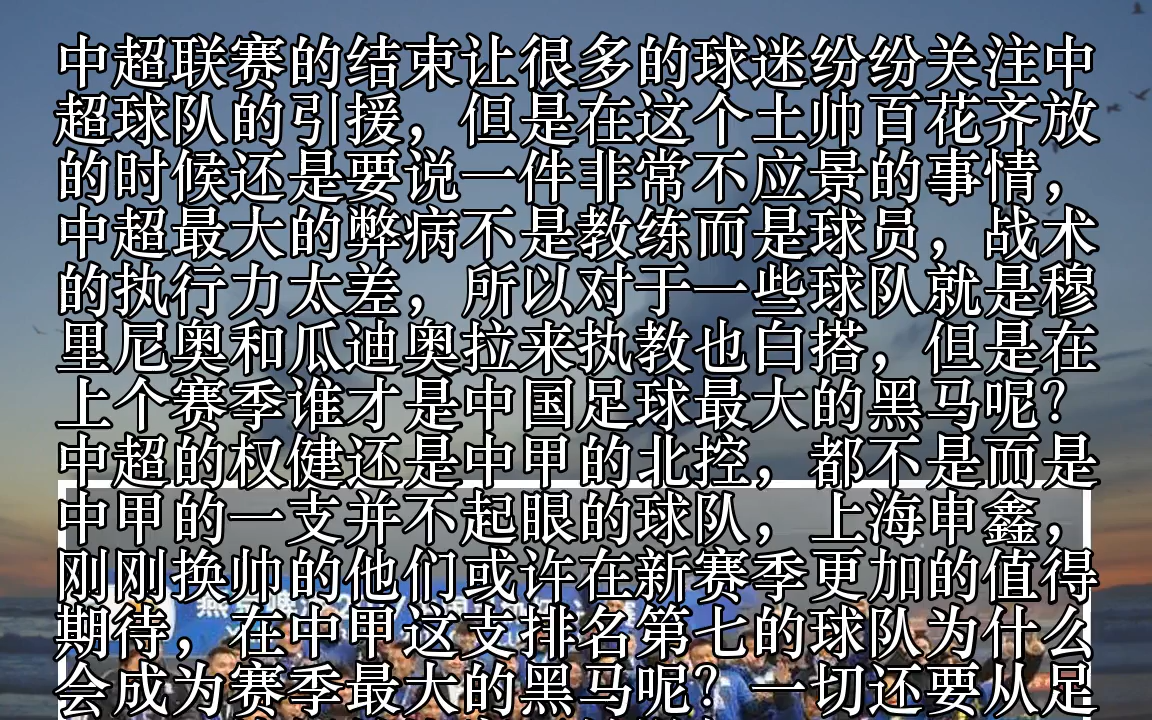 中超联赛的结束让很多的球迷纷纷关注中
超球队的引援，但是在这个土帅百花齐放
的时候还是要说一件非常不应景的事情，
中超最大的弊病不是教练而是球员，战术
的执行力太差，所以对于一些球队就是穆
里尼奥和瓜迪奥拉来执教也白搭，但是在
上个赛季谁才是中国足球最大的黑马呢？
中超的权健还是中甲的北控，都不是而是
中甲的一支并不起眼的球队，上海申鑫，
刚刚换帅的他们或许在新赛季更加的值得
期待，在中甲这支排名第七的球队为什么
会成为赛季最大的黑马呢？一切还要从足